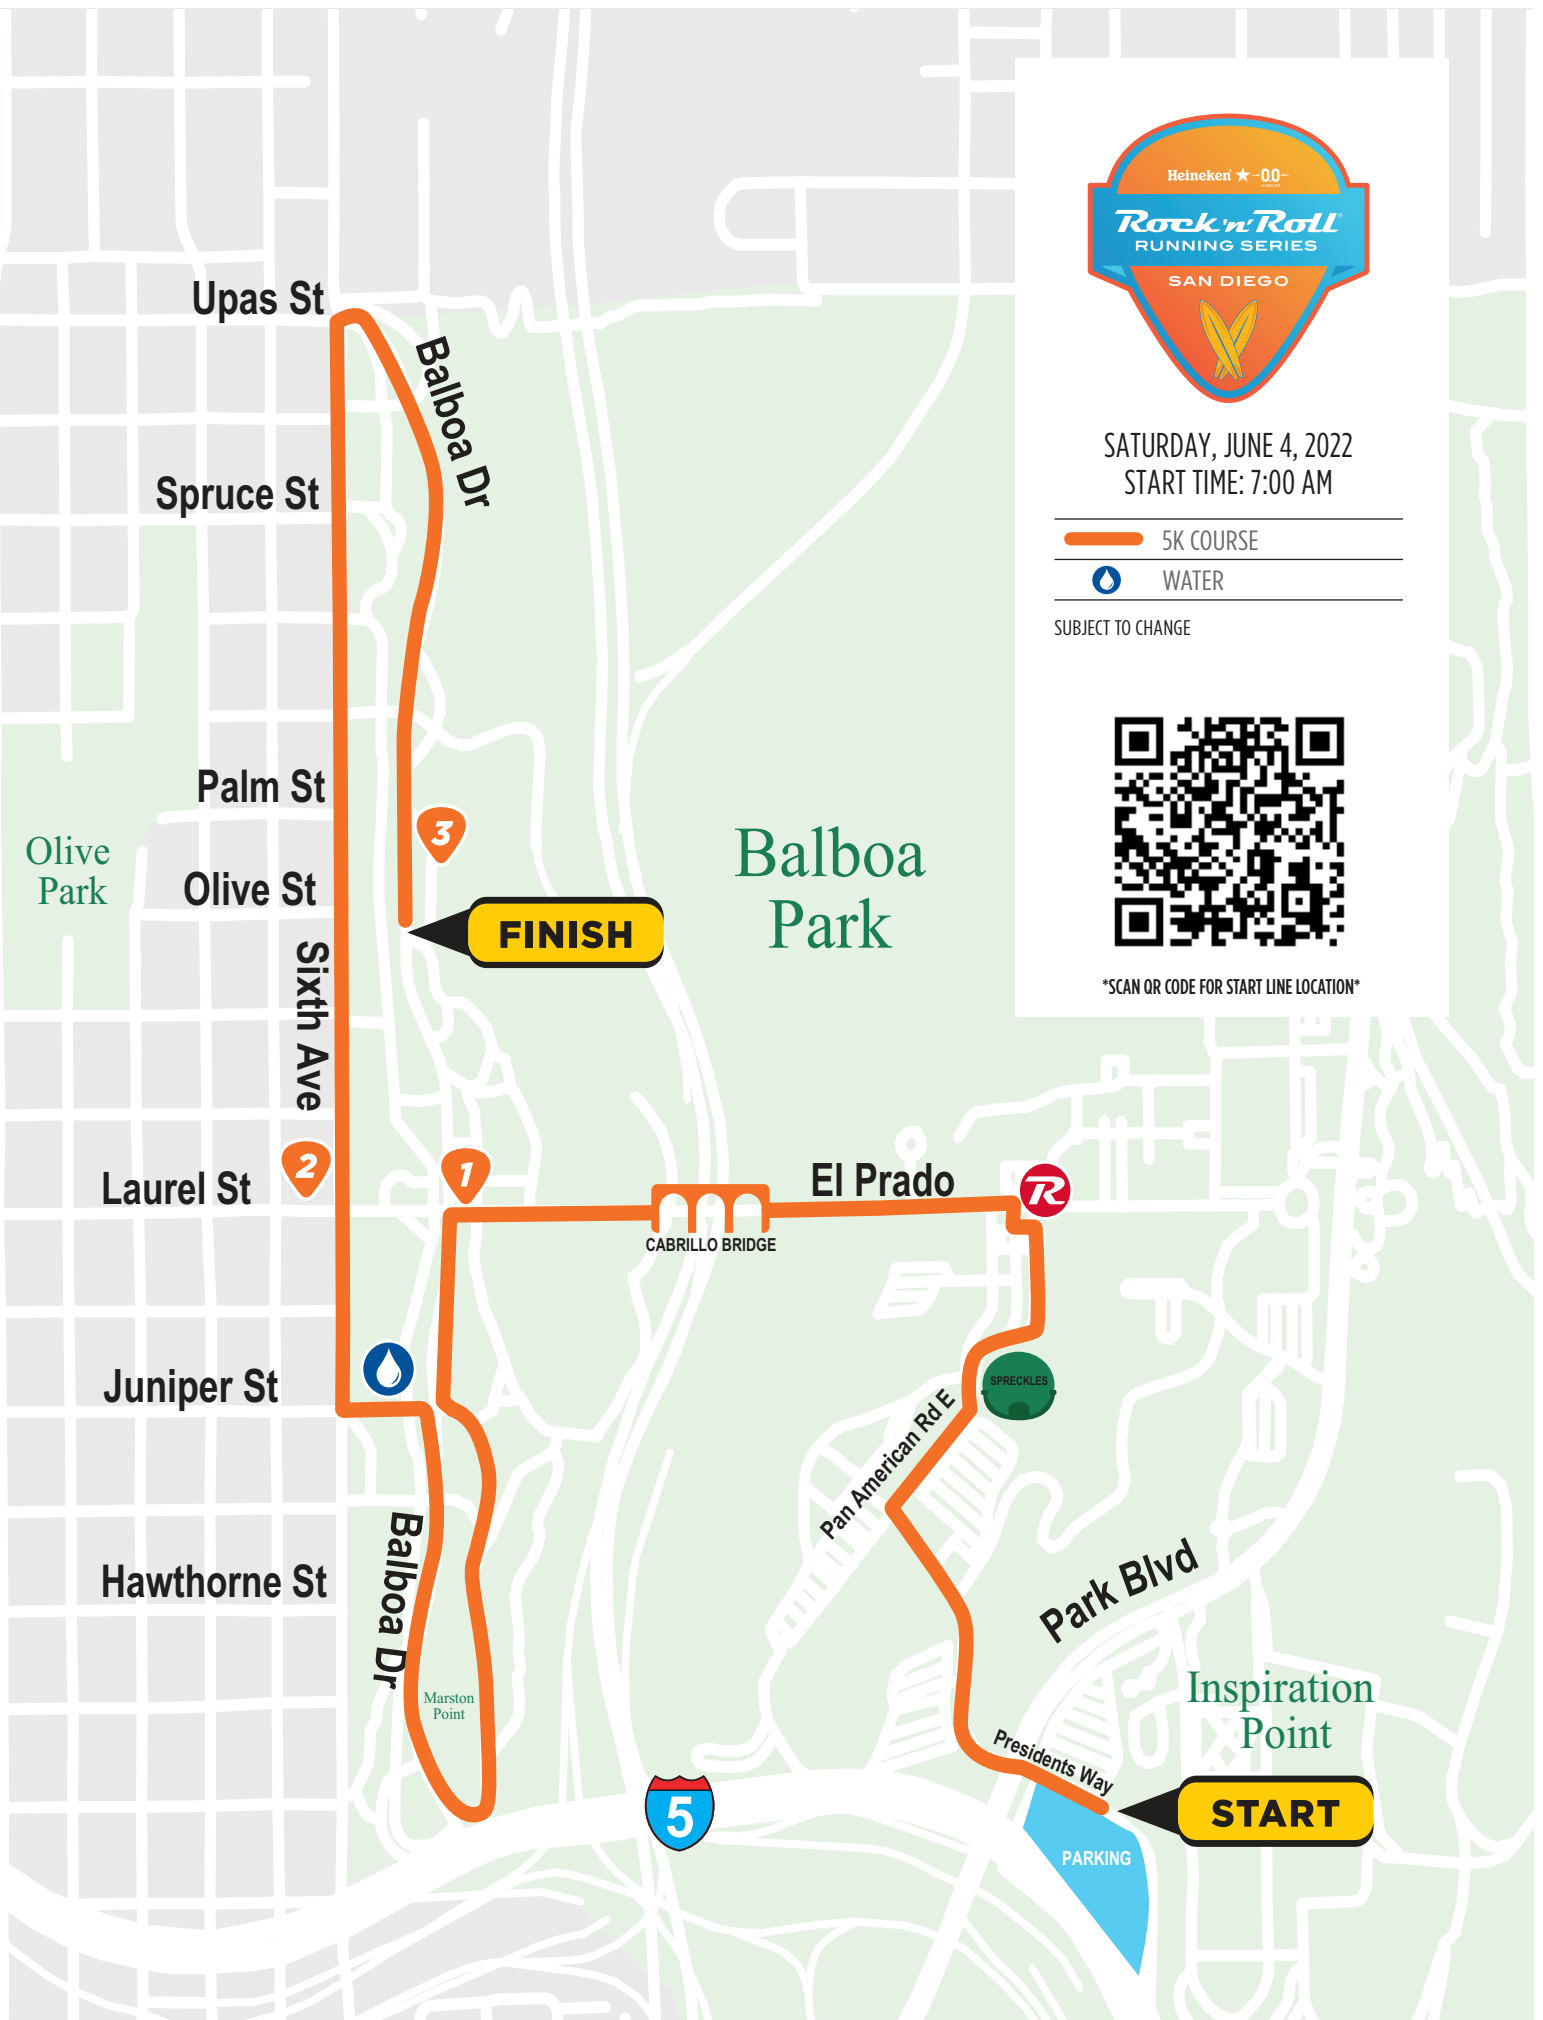 Heineken 0.0
Rock 'n' Roll®
RUNNING SERIES
SAN DIEGO
SATURDAY, JUNE 4, 2022
START TIME: 7:00 AM
5K COURSE
WATER
SUBJECT TO CHANGE
*SCAN QR CODE FOR START LINE LOCATION*
Upas St
Balboa Dr
Spruce St
Palm St
3
Olive
Park
Olive St
Balboa
Park
FINISH
Sixth Ave
2
1
Laurel St
El Prado
R
CABRILLO BRIDGE
Juniper St
SPRECKLES
Pan American Rd E
Balboa Dr
Hawthorne St
Park Blvd
Marston
Point
Inspiration
Point
Presidents Way
5
START
PARKING